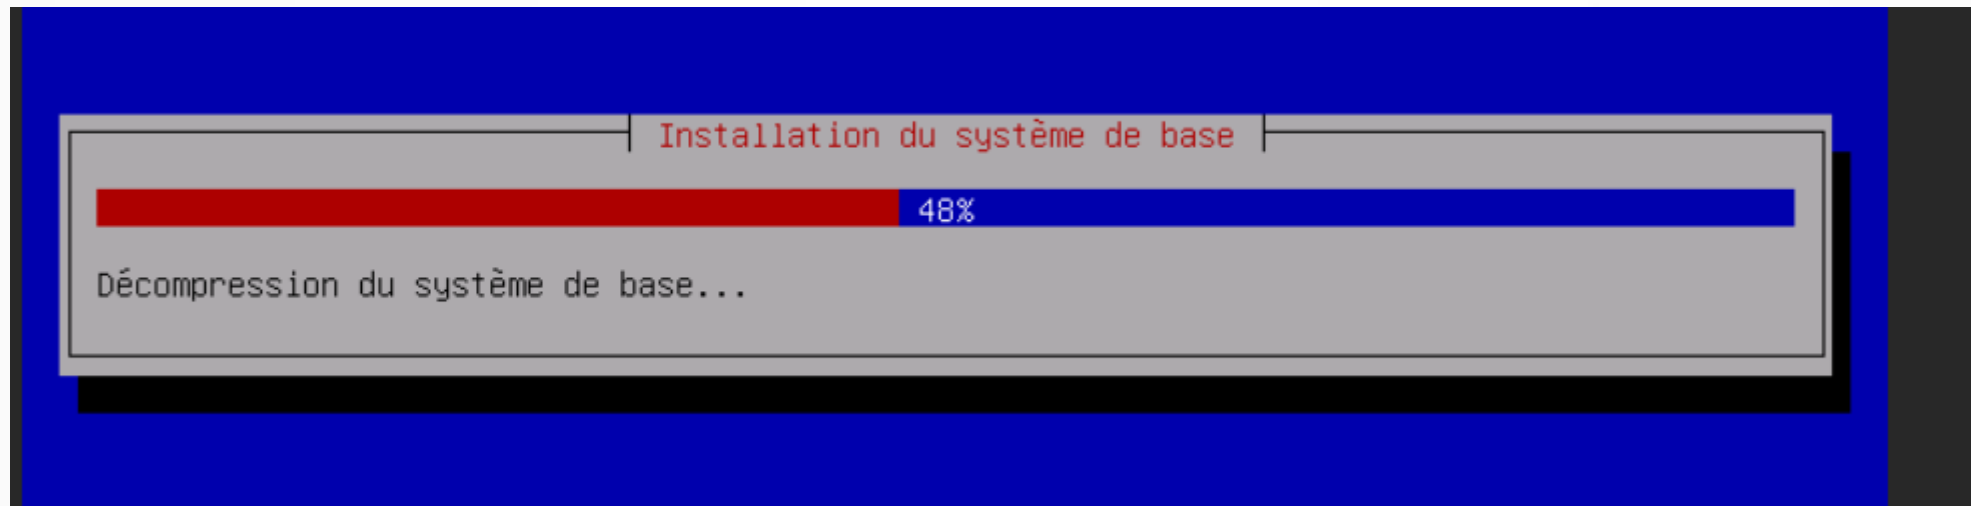 Installation du système de base
48%
Décompression du système de base...